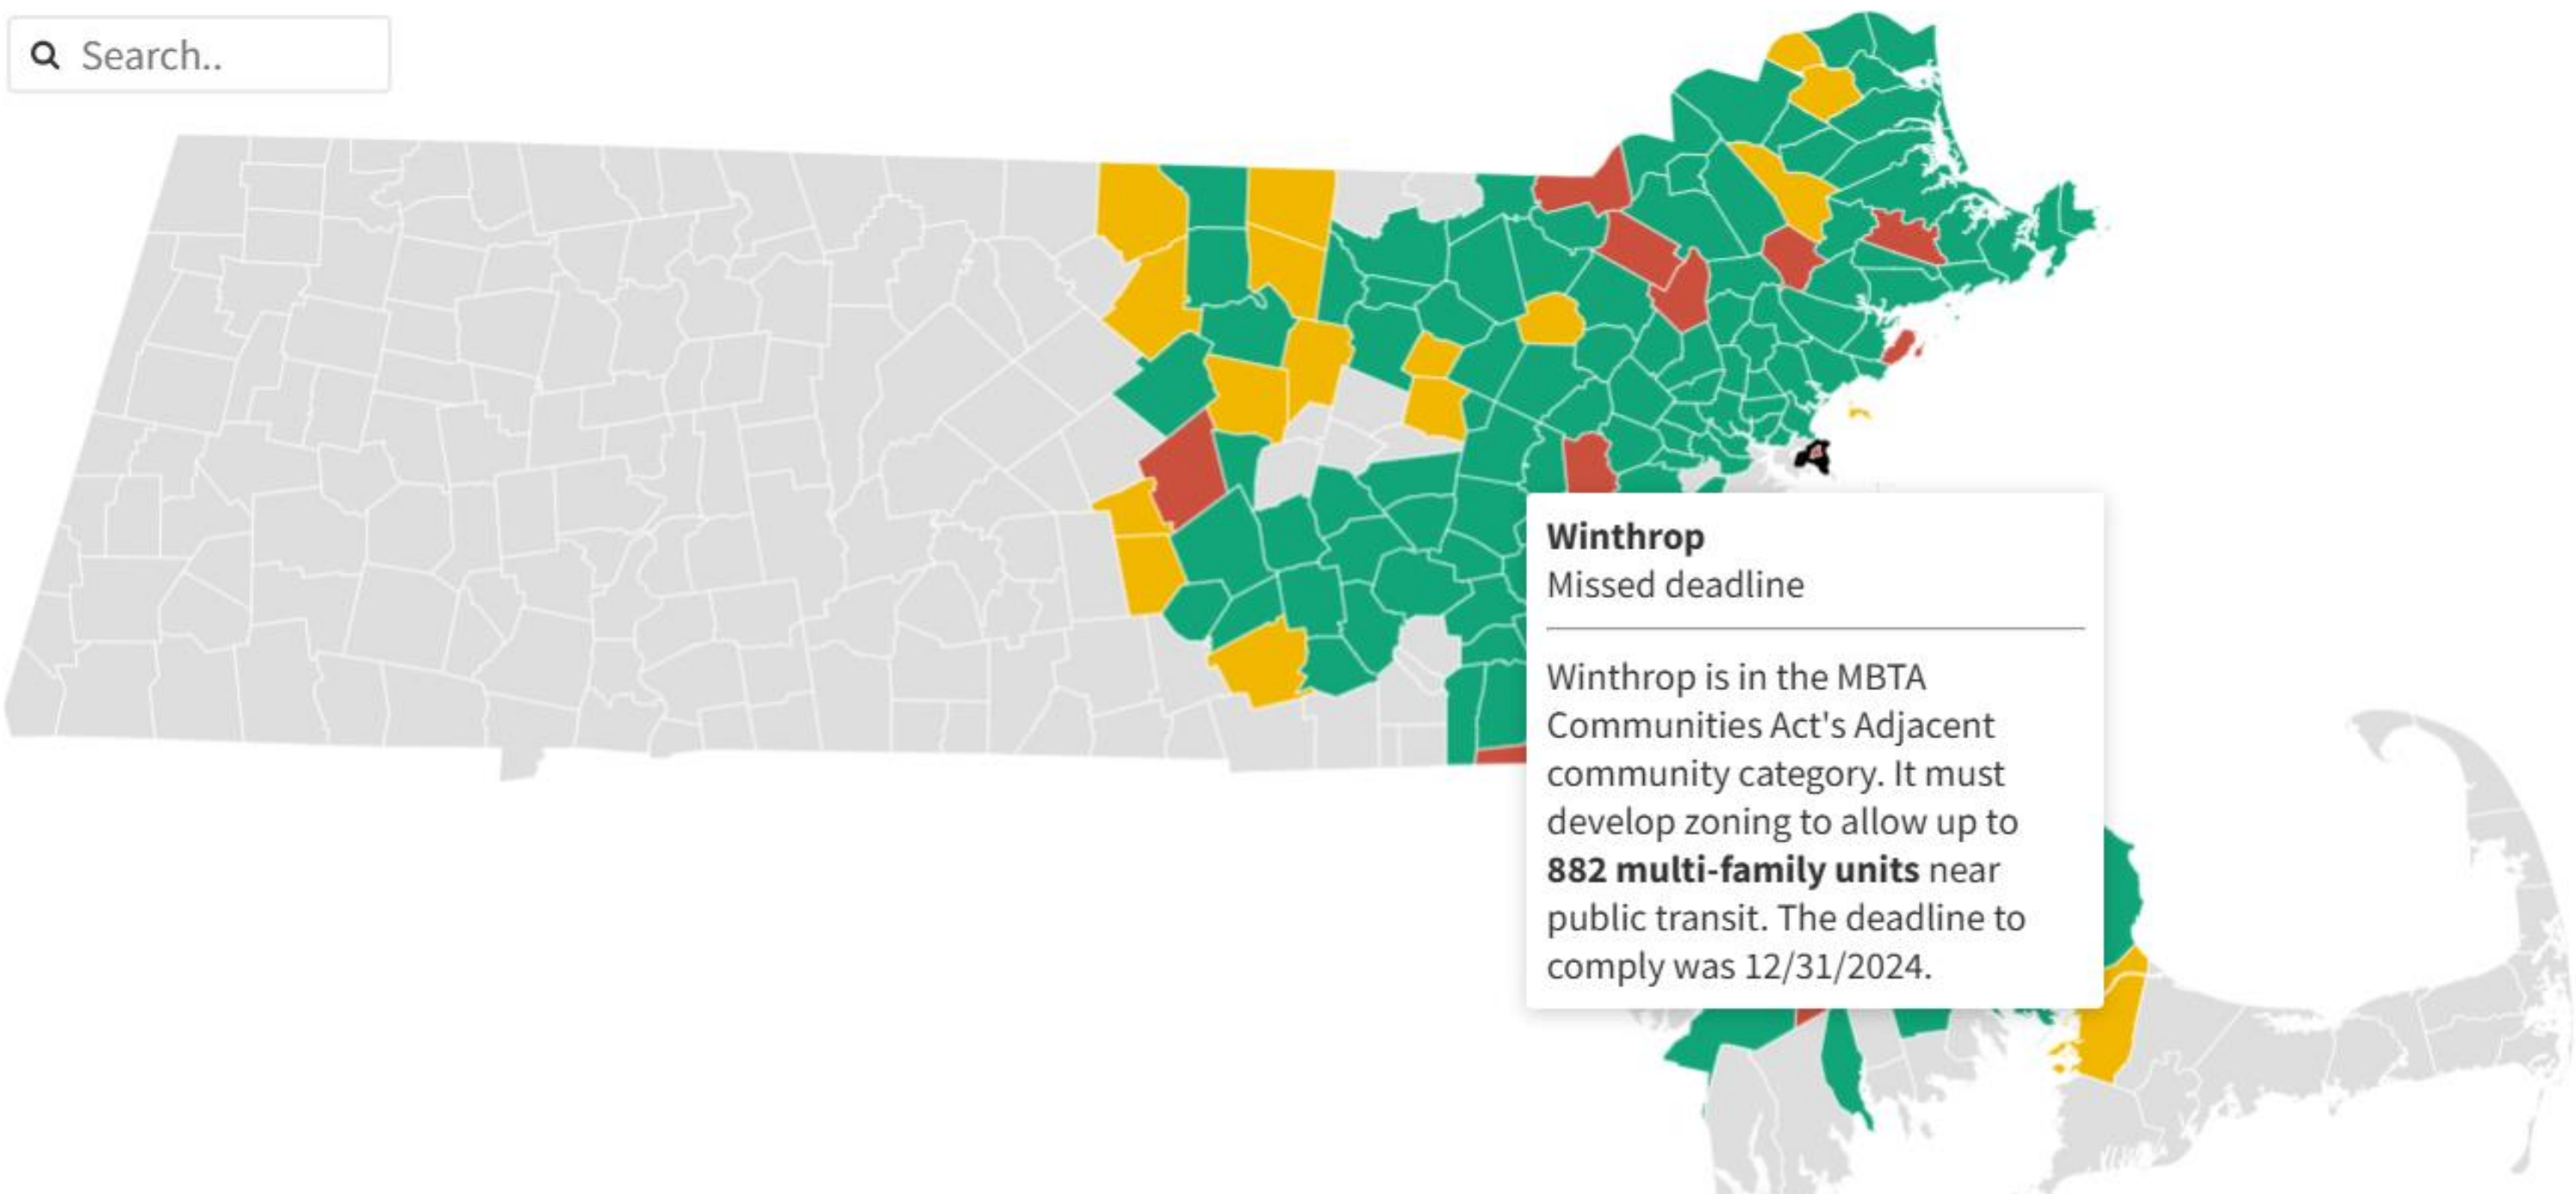 Search..
Winthrop
Missed deadline
Winthrop is in the MBTA
Communities Act's Adjacent
community category. It must
develop zoning to allow up to
882 multi-family units near
public transit. The deadline to
comply was 12/31/2024.